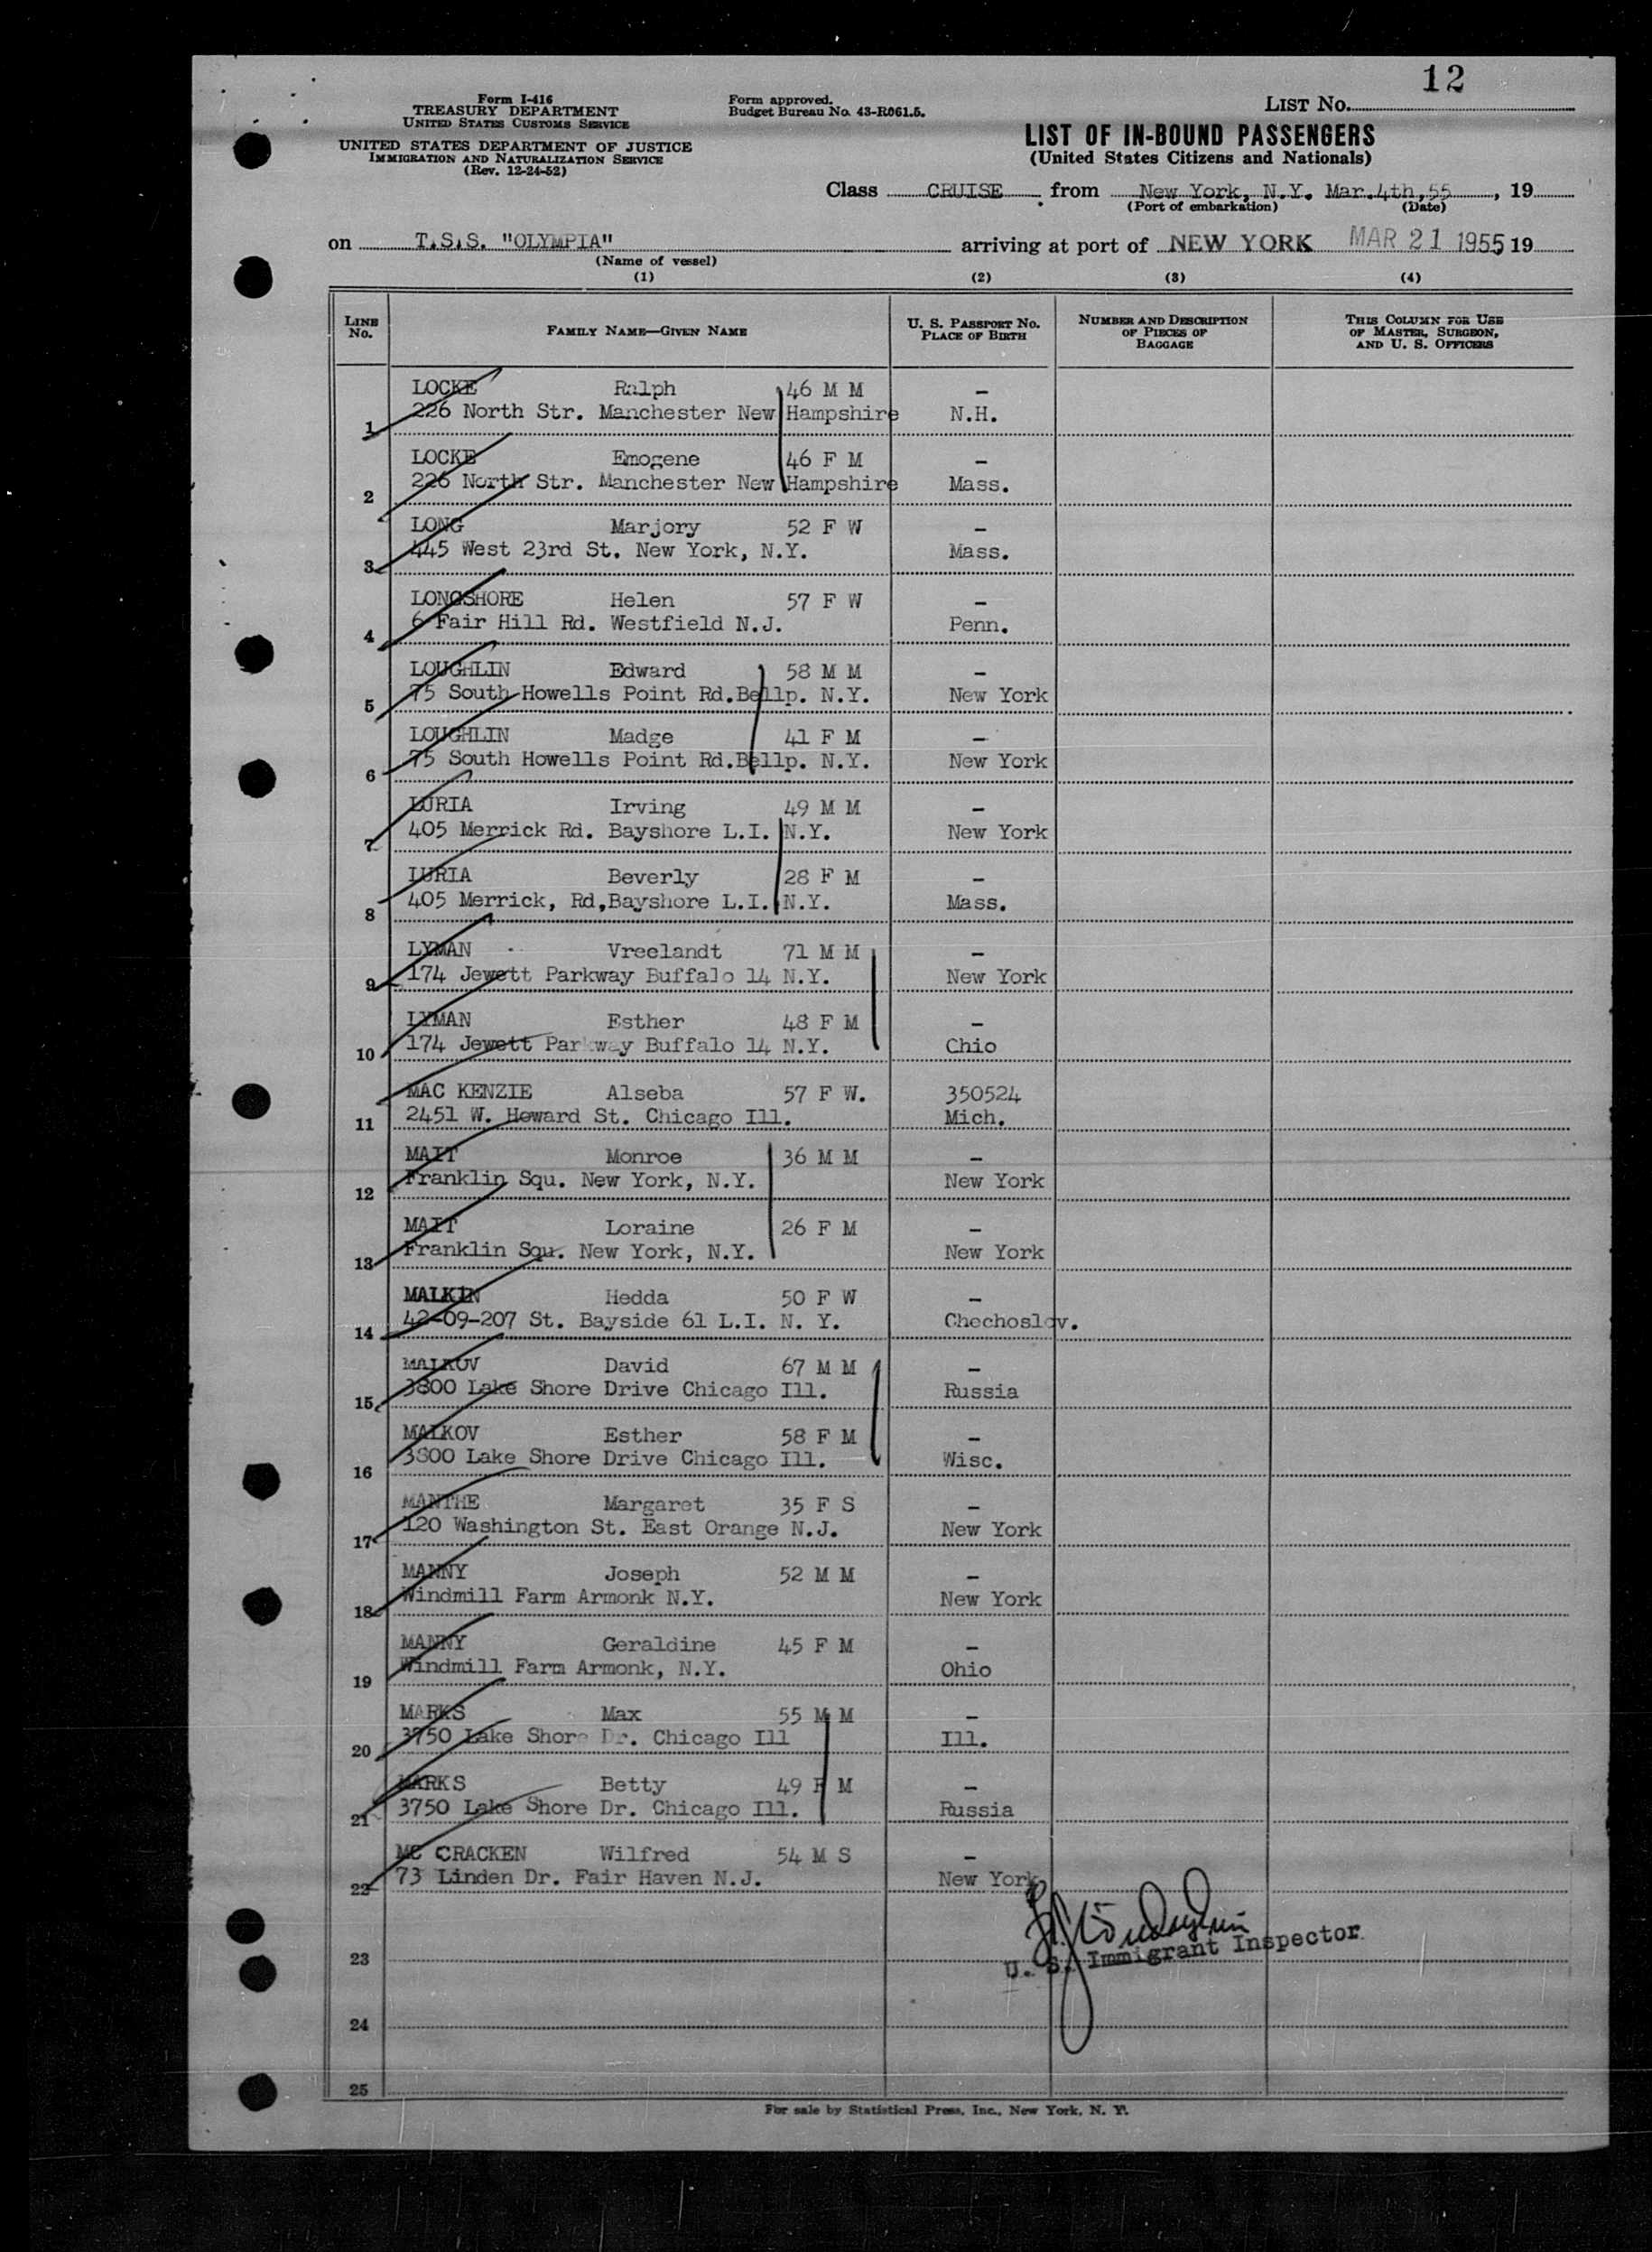 12
Form I-416
TREASURY DEPARTMENT
UNITED STATES CUSTOMS SERVICE
UNITED STATES DEPARTMENT OF JUSTICE
IMMIGRATION AND NATURALIZATION SERVICE
(Rev. 12-24-52)
Form approved.
Budget Bureau No. 43-R061.5.
LIST No.
LIST OF IN-BOUND PASSENGERS
(United States Citizens and Nationals)
Class CRUISE from New York, N.Y. Mar.4th,55, 19
(Port of embarkation) (Date)
on T.S.S. "OLYMPIA" arriving at port of NEW YORK MAR 21 1955 19
(Name of vessel)
(1) (2) (3) (4)
LINE No. FAMILY NAME—GIVEN NAME U. S. PASSPORT No. PLACE OF BIRTH NUMBER AND DESCRIPTION OF PIECES OF BAGGAGE THIS COLUMN FOR USE OF MASTER, SURGEON, AND U. S. OFFICERS
LOCKE Ralph 46 M M –
1 226 North Str. Manchester New Hampshire N.H.
LOCKE Emogene 46 F M –
2 226 North Str. Manchester New Hampshire Mass.
LONG Marjory 52 F W –
3 445 West 23rd St. New York, N.Y. Mass.
LONGSHORE Helen 57 F W –
4 6 Fair Hill Rd. Westfield N.J. Penn.
LOUGHLIN Edward 58 M M –
5 75 South Howells Point Rd.Bellp. N.Y. New York
LOUGHLIN Madge 41 F M –
6 75 South Howells Point Rd.Bellp. N.Y. New York
LURIA Irving 49 M M –
7 405 Merrick Rd. Bayshore L.I. N.Y. New York
LURIA Beverly 28 F M –
8 405 Merrick, Rd,Bayshore L.I. N.Y. Mass.
LYMAN Vreelandt 71 M M –
9 174 Jewett Parkway Buffalo 14 N.Y. New York
LYMAN Esther 48 F M –
10 174 Jewett Parkway Buffalo 14 N.Y. Chio
MAC KENZIE Alseba 57 F W. 350524
11 2451 W. Howard St. Chicago Ill. Mich.
MAIT Monroe 36 M M –
12 Franklin Squ. New York, N.Y. New York
MAIT Loraine 26 F M –
13 Franklin Squ. New York, N.Y. New York
MALKIN Hedda 50 F W –
14 42-09-207 St. Bayside 61 L.I. N. Y. Chechoslov.
MALKOV David 67 M M –
15 3800 Lake Shore Drive Chicago Ill. Russia
MALKOV Esther 58 F M –
16 3800 Lake Shore Drive Chicago Ill. Wisc.
MANTHE Margaret 35 F S –
17 120 Washington St. East Orange N.J. New York
MANNY Joseph 52 M M –
18 Windmill Farm Armonk N.Y. New York
MANNY Geraldine 45 F M –
19 Windmill Farm Armonk, N.Y. Ohio
MARKS Max 55 M M –
20 3750 Lake Shore Dr. Chicago Ill Ill.
MARKS Betty 49 F M –
21 3750 Lake Shore Dr. Chicago Ill. Russia
MC CRACKEN Wilfred 54 M S –
22 73 Linden Dr. Fair Haven N.J. New York
23
U. S. Immigrant Inspector
24
25
For sale by Statistical Press, Inc., New York, N. Y.